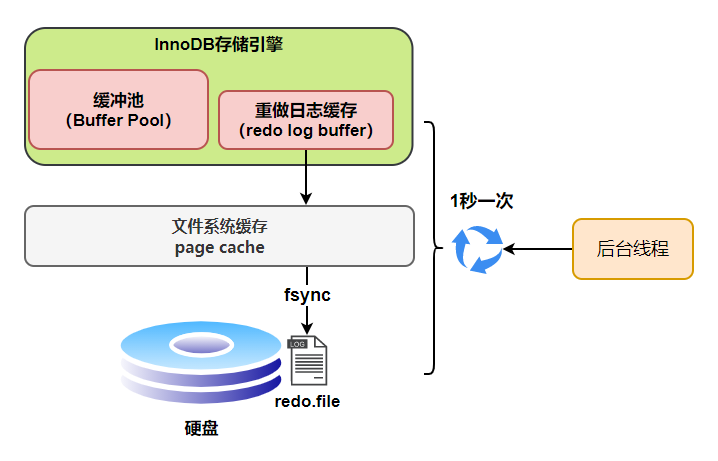 InnoDB存储引擎
缓冲池
（Buffer Pool）
重做日志缓存
（redo log buffer）
1秒一次
文件系统缓存
page cache
后台线程
fsync
LOG
redo.file
硬盘